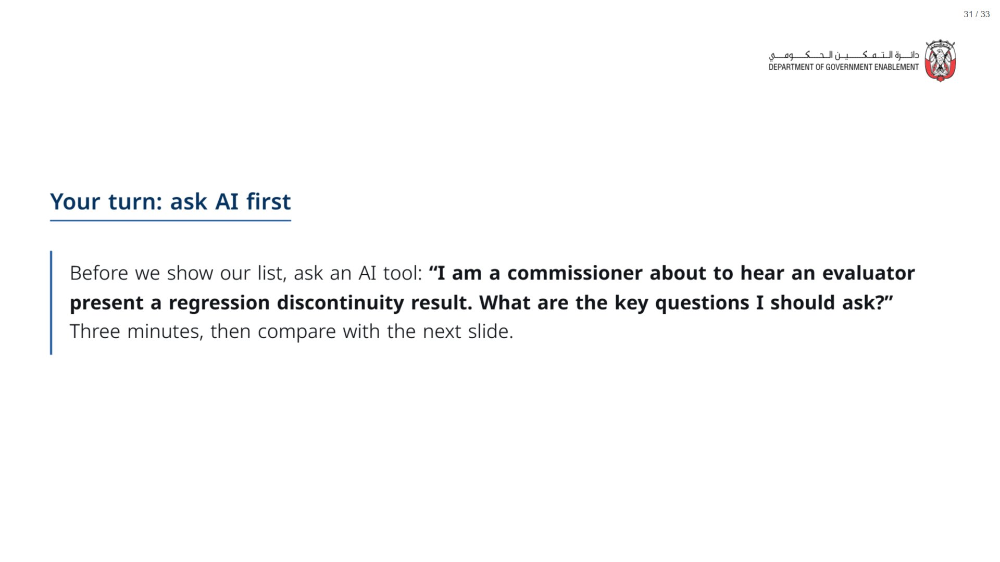 31 / 33
دائرة التمكين الحكومي
DEPARTMENT OF GOVERNMENT ENABLEMENT
Your turn: ask AI first
Before we show our list, ask an AI tool: “I am a commissioner about to hear an evaluator
present a regression discontinuity result. What are the key questions I should ask?”
Three minutes, then compare with the next slide.